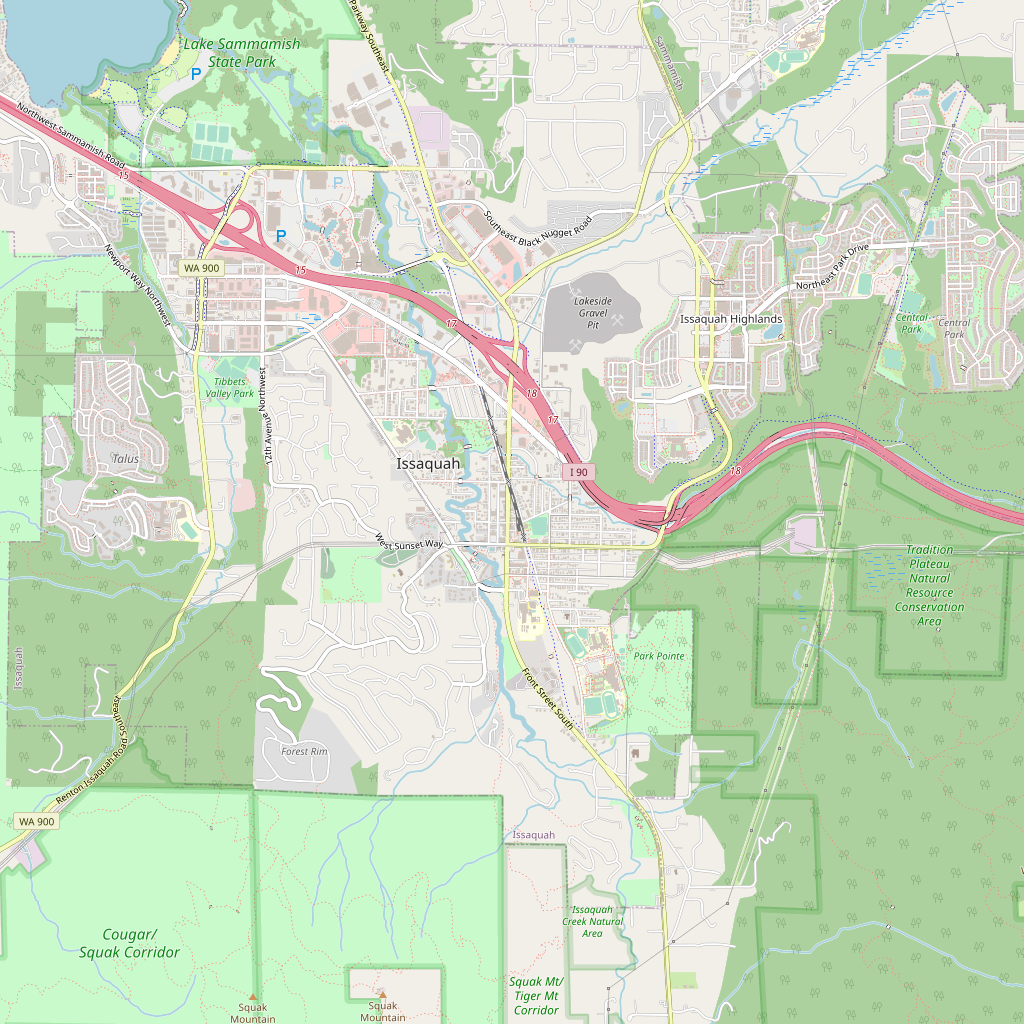 Parkway Southeast
Lake Sammamish
State Park
P
Sammamish
Northwest Sammamish Road
15
P
P
Southeast Black Nugget Road
Newport Way Northwest
WA 900
15
Northeast Park Drive
Lakeside
Gravel
Pit
17
Issaquah Highlands
Central
Park
Central
Park
Tibbets
Valley Park
18
17
12th Avenue Northwest
Talus
Issaquah
I 90
18
West Sunset Way
Tradition
Plateau
Natural
Resource
Conservation
Area
Issaquah
Park Pointe
Front Street South
Renton Issaquah Road Southeast
Forest Rim
WA 900
Issaquah
Issaquah
Creek Natural
Area
Cougar/
Squak Corridor
Squak Mt/
Tiger Mt
Corridor
Squak
Mountain
Squak
Mountain